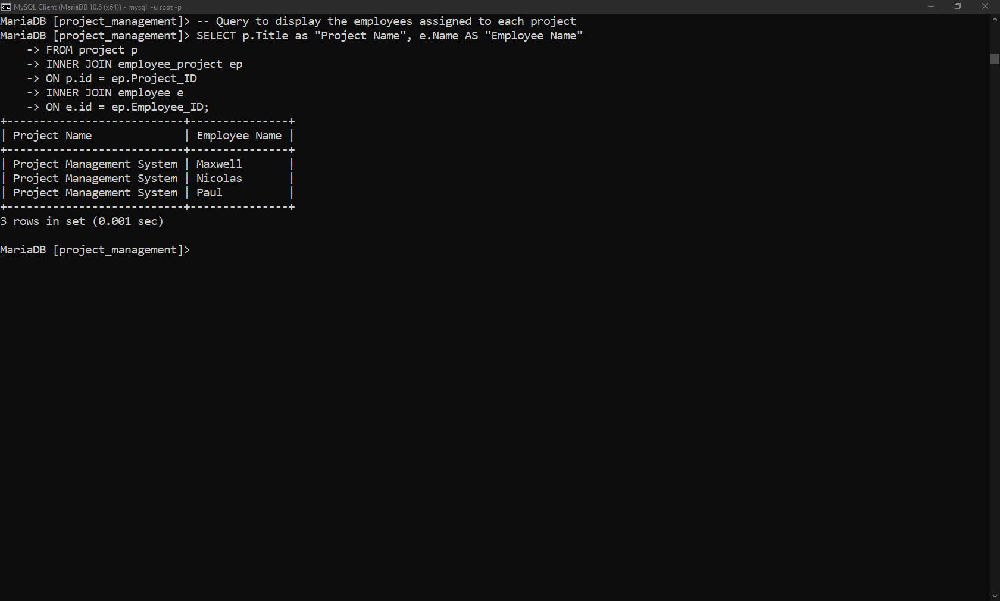 MySQL Client (MariaDB 10.6 (x64)) - mysql  -u root -p
MariaDB [project_management]> -- Query to display the employees assigned to each project
MariaDB [project_management]> SELECT p.Title as "Project Name", e.Name AS "Employee Name"
    -> FROM project p
    -> INNER JOIN employee_project ep
    -> ON p.id = ep.Project_ID
    -> INNER JOIN employee e
    -> ON e.id = ep.Employee_ID;
+---------------------------+---------------+
| Project Name              | Employee Name |
+---------------------------+---------------+
| Project Management System | Maxwell       |
| Project Management System | Nicolas       |
| Project Management System | Paul          |
+---------------------------+---------------+
3 rows in set (0.001 sec)
MariaDB [project_management]>